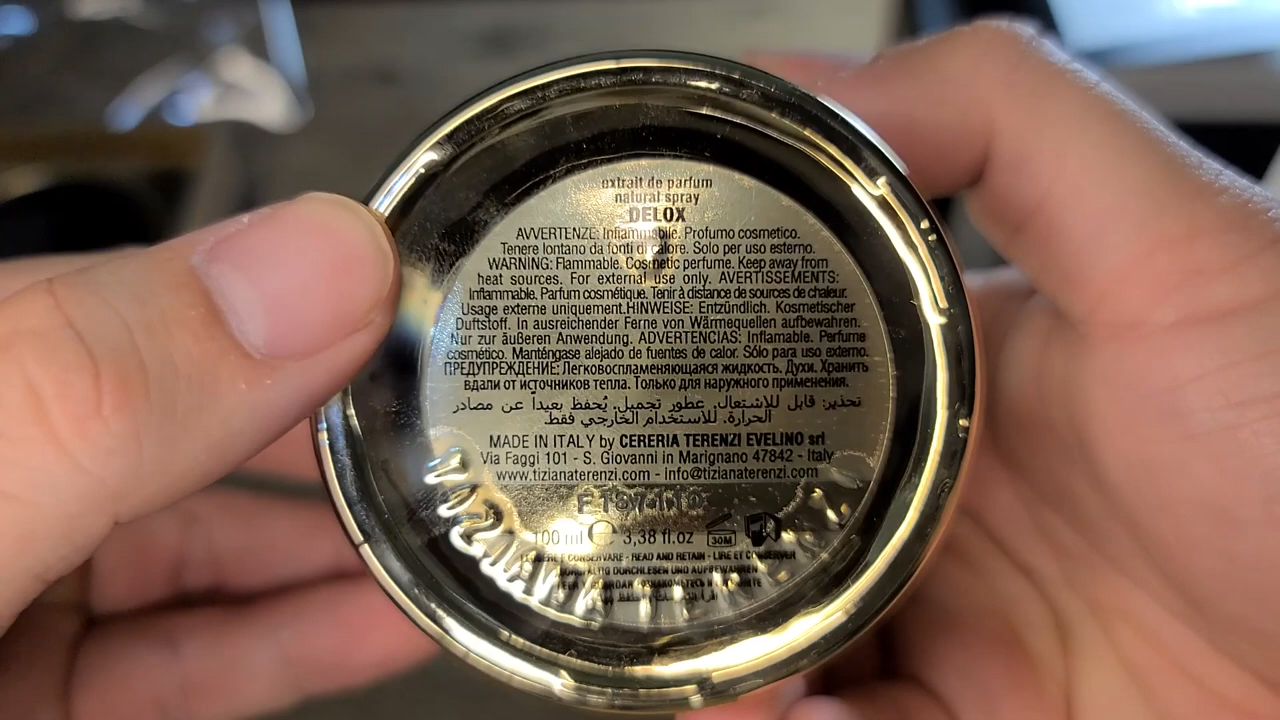 extrait de parfum
natural spray
DELOX
AVVERTENZE: Infiammabile. Profumo cosmetico.
Tenere lontano da fonti di calore. Solo per uso esterno.
WARNING: Flammable. Cosmetic perfume. Keep away from
heat sources. For external use only. AVERTISSEMENTS:
Inflammable. Parfum cosmétique. Tenir à distance de sources de chaleur.
Usage externe uniquement.HINWEISE: Entzündlich. Kosmetischer
Duftstoff. In ausreichender Ferne von Wärmequellen aufbewahren.
Nur zur äußeren Anwendung. ADVERTENCIAS: Inflamable. Perfume
cosmético. Manténgase alejado de fuentes de calor. Sólo para uso externo.
ПРЕДУПРЕЖДЕНИЕ: Легковоспламеняющаяся жидкость. Духи. Хранить
вдали от источников тепла. Только для наружного применения.
تحذير: قابل للاشتعال. عطور تجميل. يُحفظ بعيداً عن مصادر
الحرارة. للاستخدام الخارجي فقط
MADE IN ITALY by CERERIA TERENZI EVELINO srl
Via Faggi 101 - S. Giovanni in Marignano 47842 - Italy
www.tizianaterenzi.com - info@tizianaterenzi.com
100 ml 3,38 fl.oz 30M
CONSERVARE - READ AND RETAIN - LIRE ET CONSERVER
DURCHLESEN UND AUFBEWAHREN
TIZIANA